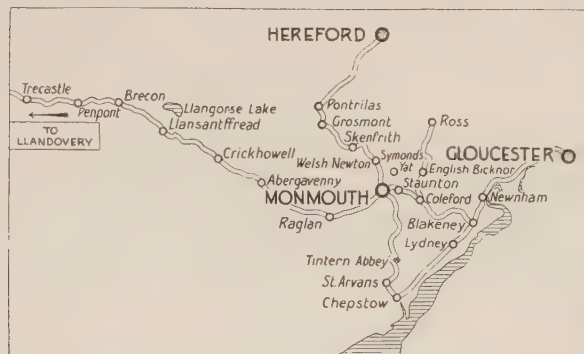 HEREFORD
Trecastle
Brecon
Penpont
Llangorse Lake
Llansantffread
TO
LLANDOVERY
Pontrilas
Grosmont
Skenfrith
Ross
Crickhowell
Welsh Newton
Symonds
Yat
English Bicknor
GLOUCESTER
Abergavenny
Staunton
MONMOUTH
Coleford
Newnham
Raglan
Blakeney
Lydney
Tintern Abbey
St. Arvans
Chepstow